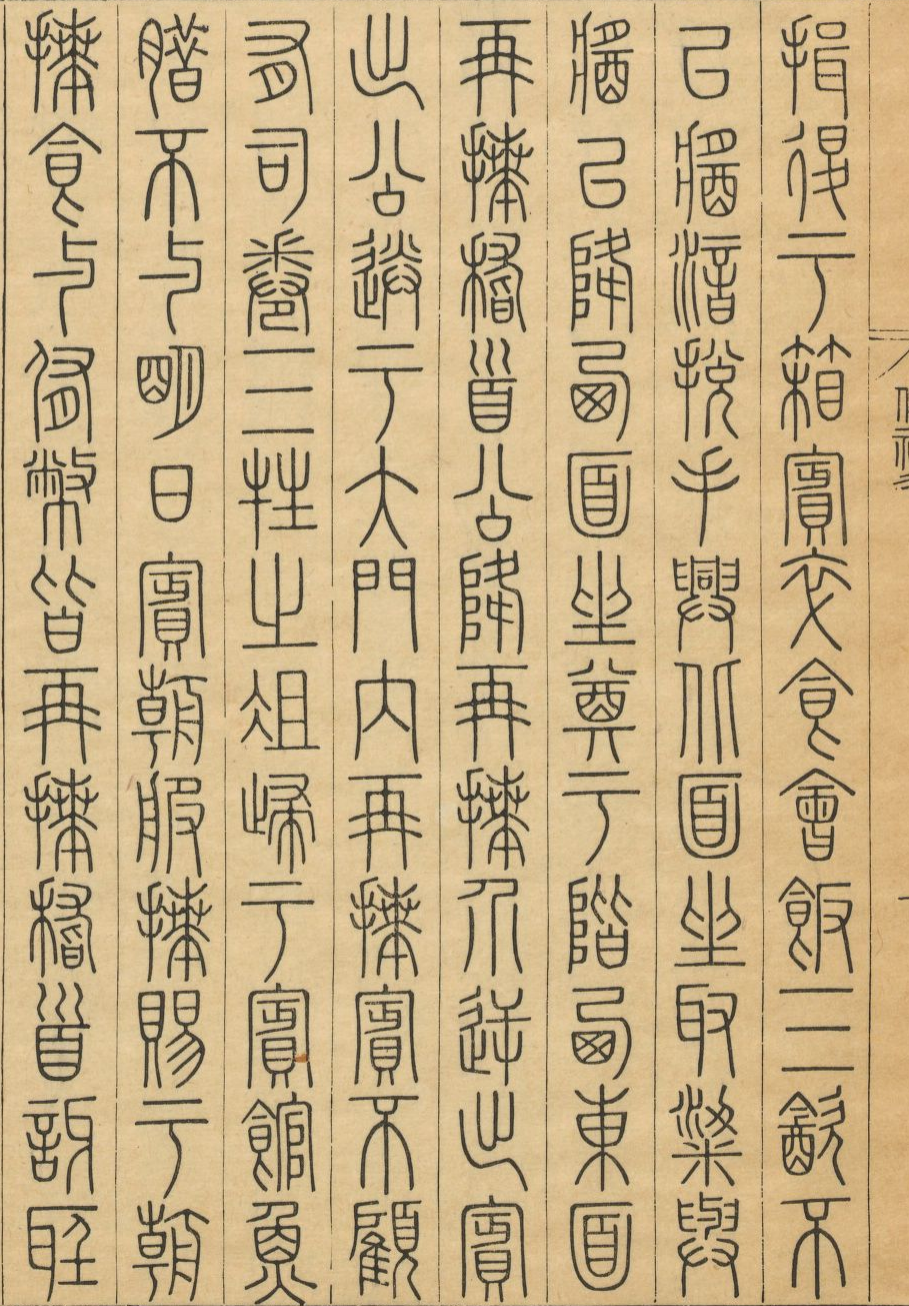 揖退于箱賓卒食會飯三飲不
以醬湆挩手興北面坐取粱與
醬以降西面坐奠于階西東面
再拜稽首公降再拜介逆出賓
出公送于大門內再拜賓不顧
有司卷三牲之俎歸于賓館魚
腊不与明日賓朝服拜賜于朝
拜食与侑幣皆再拜稽首訝聽